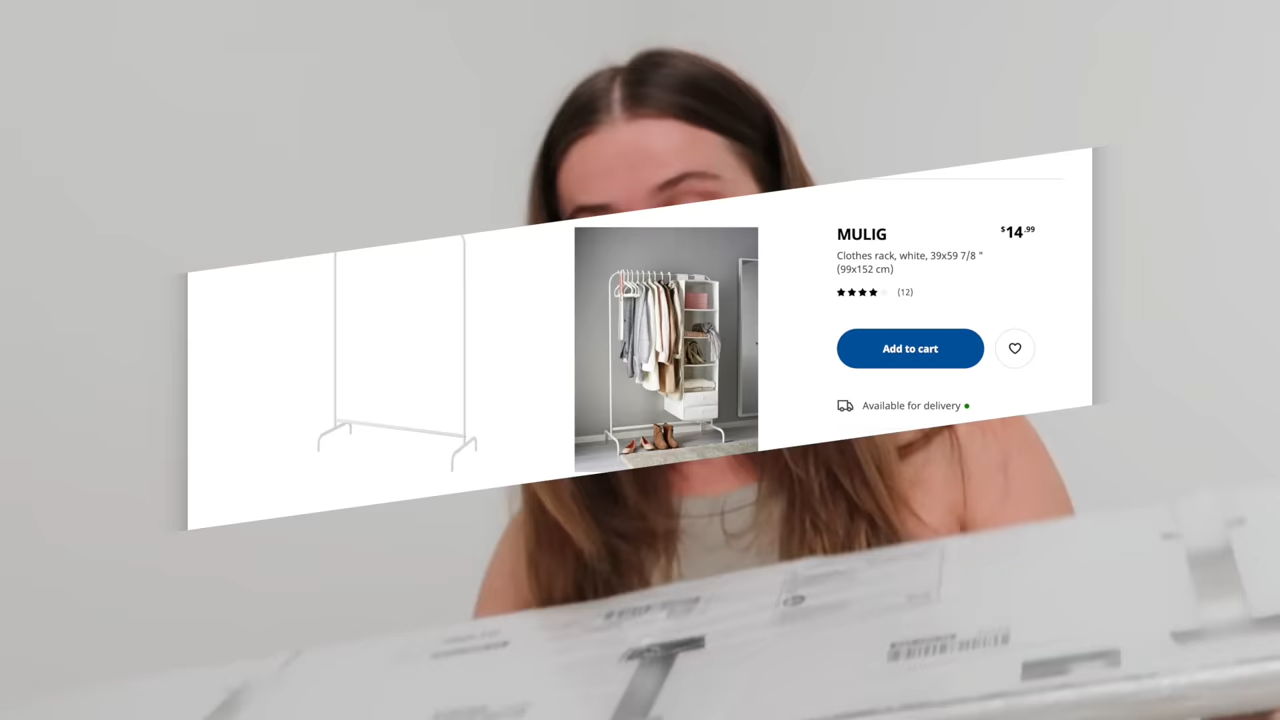 MULIG
$14.99
Clothes rack, white, 39x59 7/8 "
(99x152 cm)
(12)
Add to cart
Available for delivery